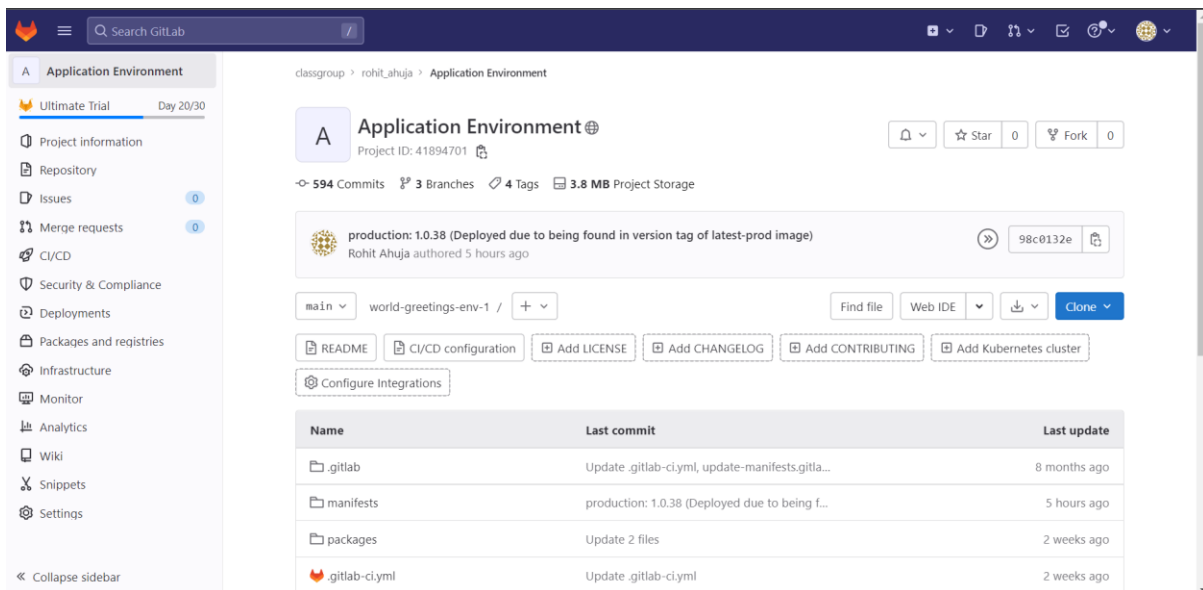 Search GitLab /
A Application Environment
Ultimate Trial Day 20/30
Project information
Repository
Issues 0
Merge requests 0
CI/CD
Security & Compliance
Deployments
Packages and registries
Infrastructure
Monitor
Analytics
Wiki
Snippets
Settings
Collapse sidebar
classgroup > rohit_ahuja > Application Environment
A
Application Environment
Project ID: 41894701
Star 0 Fork 0
594 Commits 3 Branches 4 Tags 3.8 MB Project Storage
production: 1.0.38 (Deployed due to being found in version tag of latest-prod image)
Rohit Ahuja authored 5 hours ago
98c0132e
main world-greetings-env-1 / + Find file Web IDE Clone
README CI/CD configuration Add LICENSE Add CHANGELOG Add CONTRIBUTING Add Kubernetes cluster
Configure Integrations
Name Last commit Last update
.gitlab Update .gitlab-ci.yml, update-manifests.gitla... 8 months ago
manifests production: 1.0.38 (Deployed due to being f... 5 hours ago
packages Update 2 files 2 weeks ago
.gitlab-ci.yml Update .gitlab-ci.yml 2 weeks ago